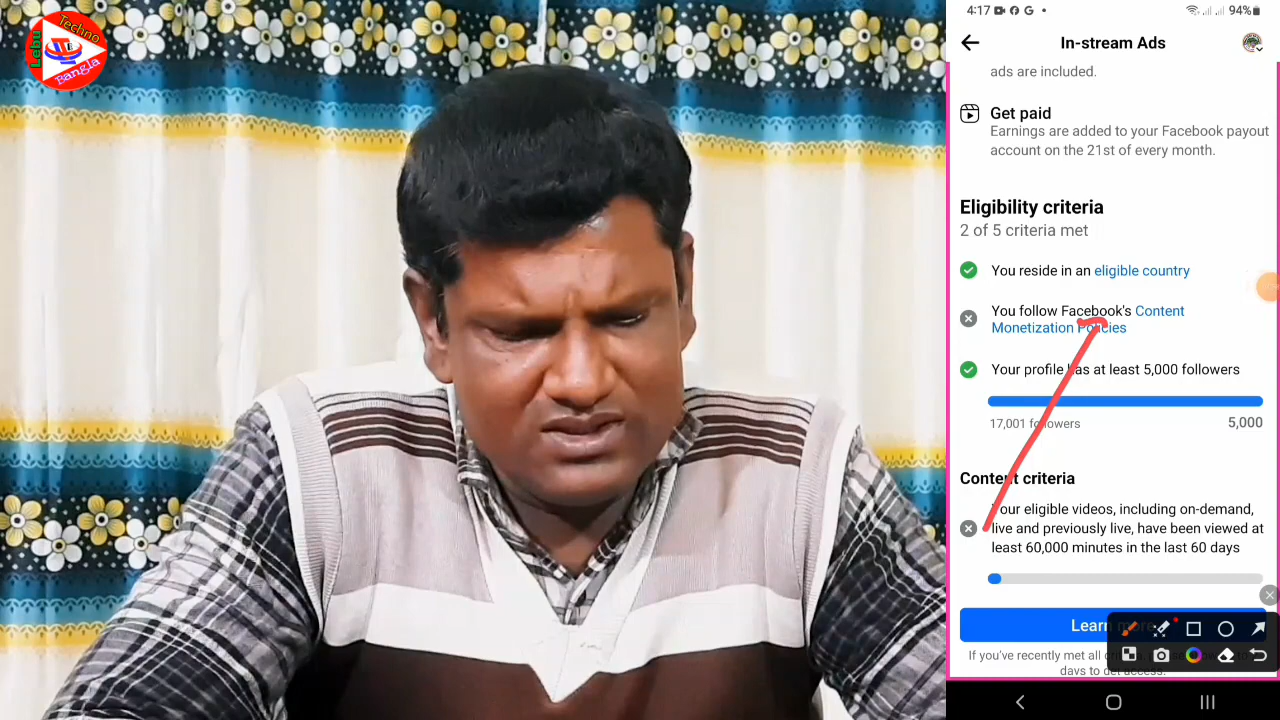 Lebu Techno
Bangla
4:17
94%
In-stream Ads
ads are included.
Get paid
Earnings are added to your Facebook payout
account on the 21st of every month.
Eligibility criteria
2 of 5 criteria met
You reside in an eligible country
You follow Facebook's Content
Monetization Policies
Your profile has at least 5,000 followers
17,001 followers
5,000
Content criteria
Your eligible videos, including on-demand,
live and previously live, have been viewed at
least 60,000 minutes in the last 60 days
Learn more
If you've recently met all
days to get access.